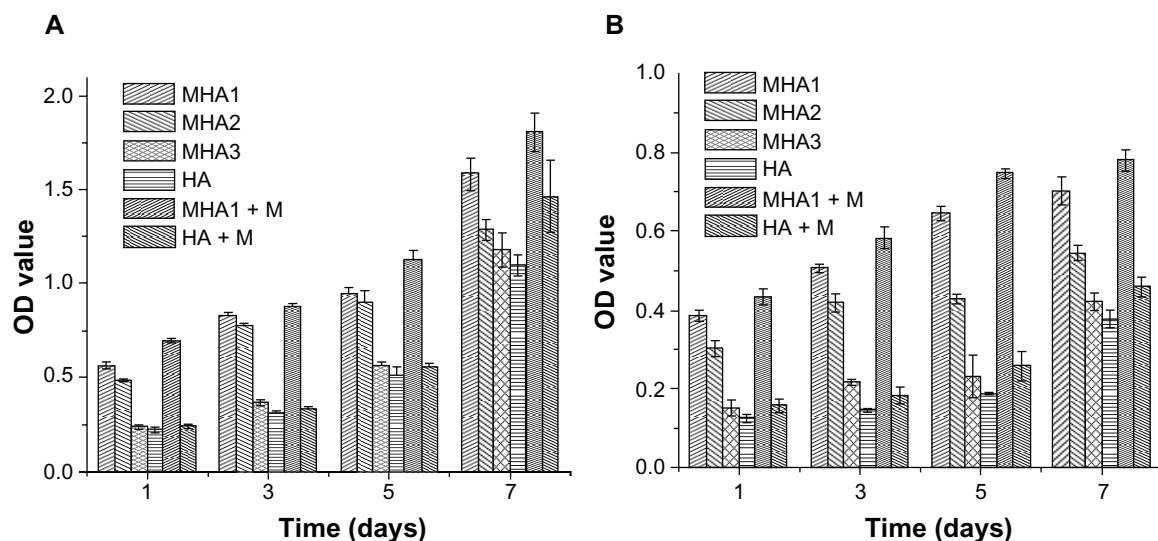 A
OD value
2.0
1.5
1.0
0.5
0.0
MHA1
MHA2
MHA3
HA
MHA1 + M
HA + M
1 3 5 7
Time (days)
B
OD value
1.0
0.8
0.6
0.4
0.2
0.0
MHA1
MHA2
MHA3
HA
MHA1 + M
HA + M
1 3 5 7
Time (days)